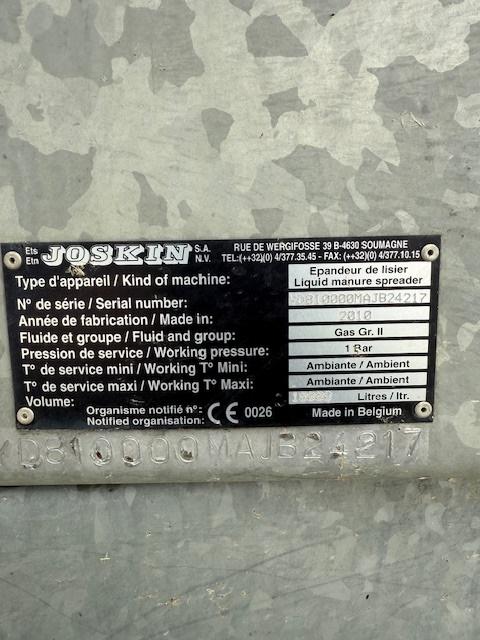 Ets Etn JOSKIN S.A. N.V.
RUE DE WERGIFOSSE 39 B-4630 SOUMAGNE
TEL:(++32)(0) 4/377.35.45 - FAX: (++32)(0) 4/377.10.15
Type d'appareil / Kind of machine: Epandeur de lisier
Liquid manure spreader
N° de série / Serial number: D810000MAJB24217
Année de fabrication / Made in: 2010
Fluide et groupe / Fluid and group: Gas Gr. II
Pression de service / Working pressure: 1 Bar
T° de service mini / Working T° Mini: Ambiante / Ambient
T° de service maxi / Working T° Maxi: Ambiante / Ambient
Volume: Litres / ltr.
Organisme notifié n°:
Notified organisation: CE 0026 Made in Belgium
D810000MAJB24217